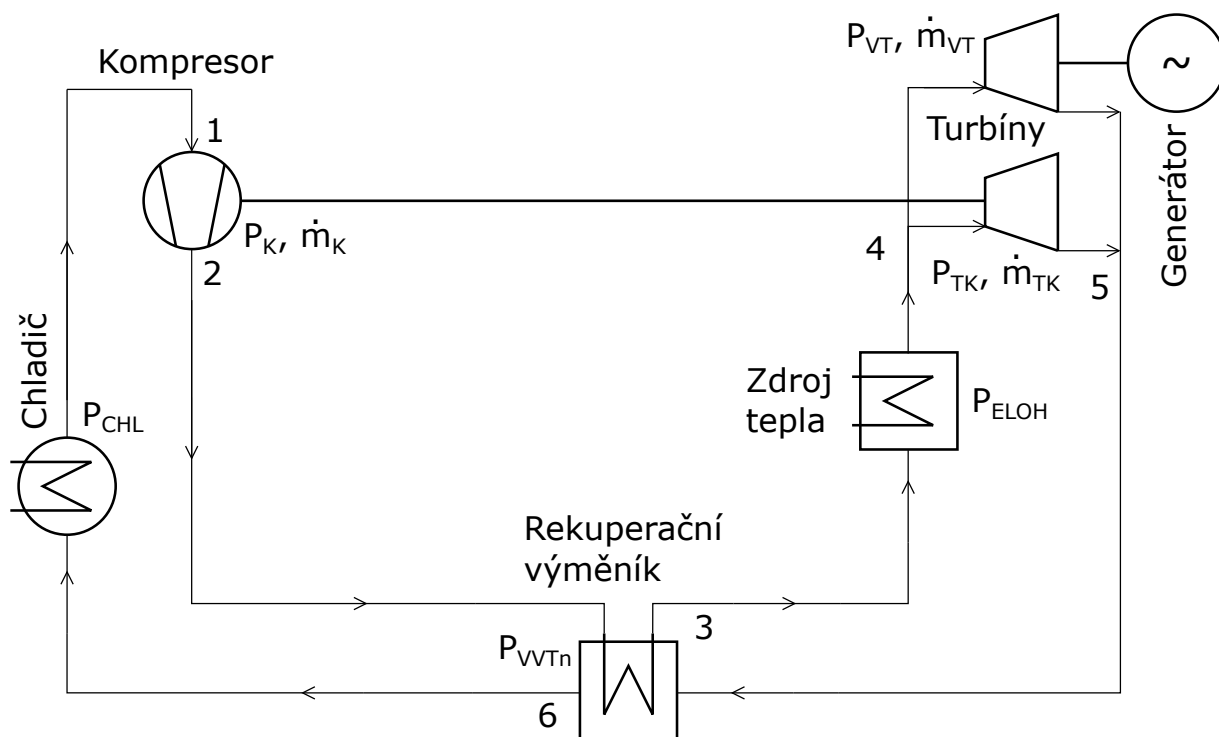 Kompresor
1
P_K, ṁ_K
2
Chladič
P_CHL
P_VT, ṁ_VT
Turbíny
~
Generátor
4
P_TK, ṁ_TK
5
Zdroj
tepla
P_ELOH
Rekuperační
výměník
3
P_VVTn
6